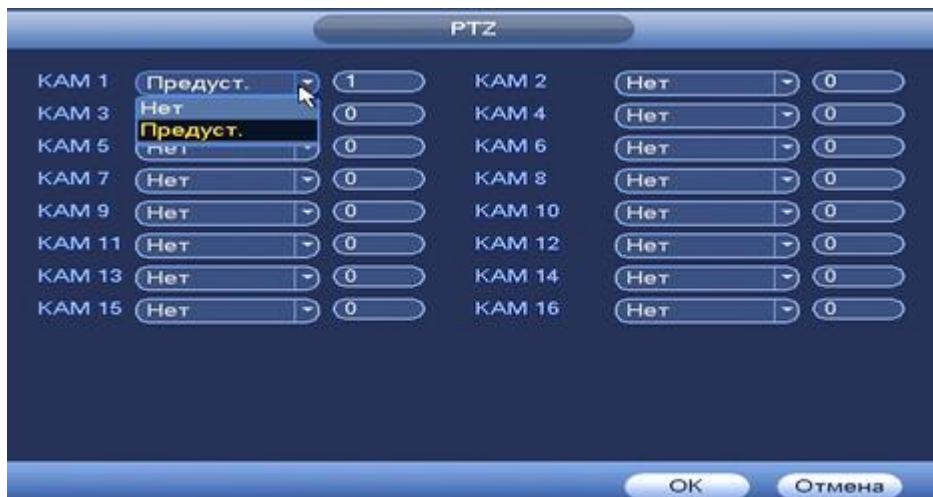 PTZ
КАМ 1 Предуст. 1 КАМ 2 Нет 0
КАМ 3 Нет 0 КАМ 4 Нет 0
Предуст.
КАМ 5 Нет 0 КАМ 6 Нет 0
КАМ 7 Нет 0 КАМ 8 Нет 0
КАМ 9 Нет 0 КАМ 10 Нет 0
КАМ 11 Нет 0 КАМ 12 Нет 0
КАМ 13 Нет 0 КАМ 14 Нет 0
КАМ 15 Нет 0 КАМ 16 Нет 0
OK Отмена